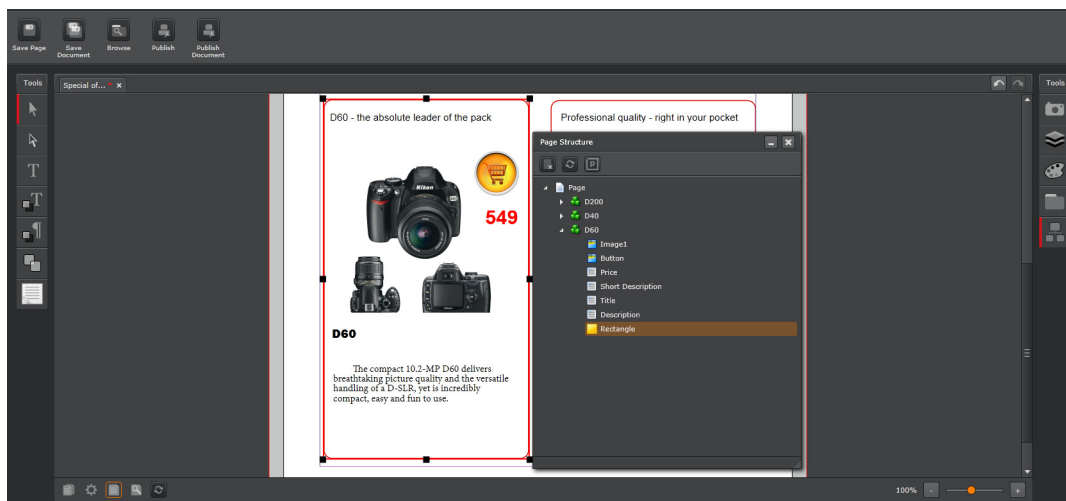 Save Page
Save
Document
Browse
Publish
Publish
Document
Tools
Special of...* ×
Tools
D60 - the absolute leader of the pack
Professional quality - right in your pocket
Nikon
549
D60
The compact 10.2-MP D60 delivers
breathtaking picture quality and the versatile
handling of a D-SLR, yet is incredibly
compact, easy and fun to use.
Page Structure
P
Page
D200
D40
D60
Image1
Button
Price
Short Description
Title
Description
Rectangle
T
T
100%